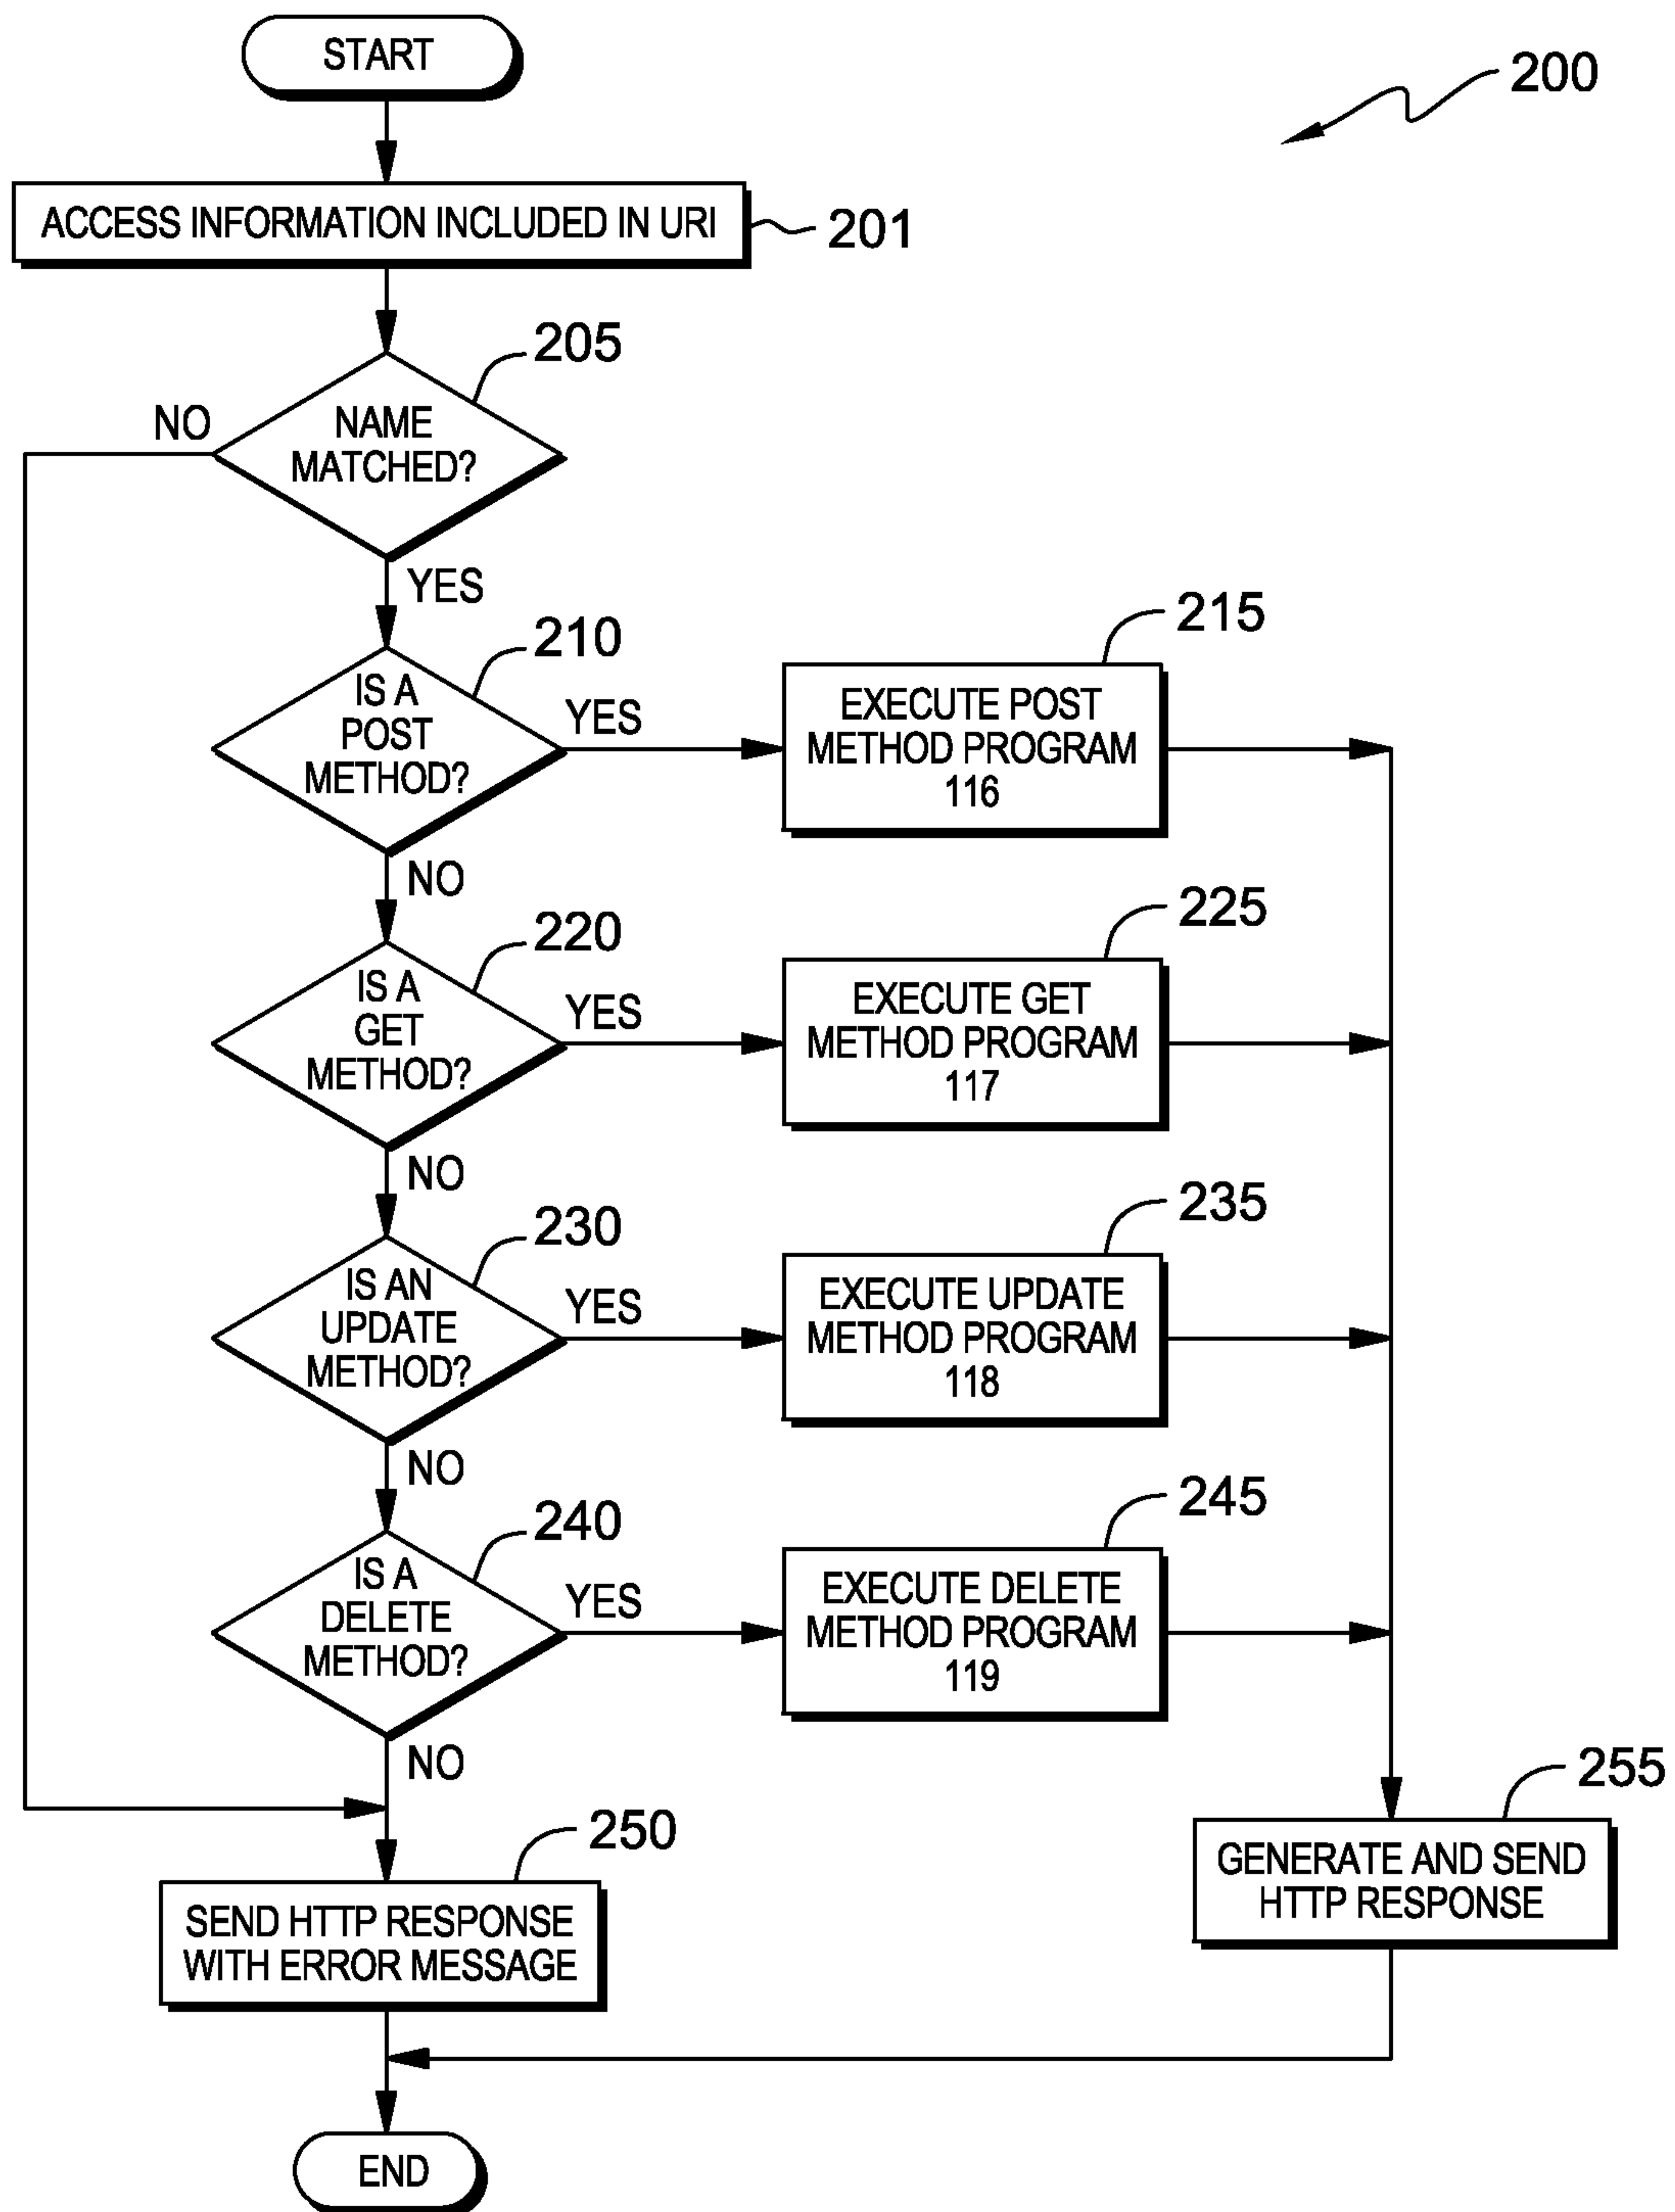 START
200
ACCESS INFORMATION INCLUDED IN URI
201
205
NO
NAME
MATCHED?
YES
210
IS A
POST
METHOD?
YES
215
EXECUTE POST
METHOD PROGRAM
116
NO
220
IS A
GET
METHOD?
YES
225
EXECUTE GET
METHOD PROGRAM
117
NO
230
IS AN
UPDATE
METHOD?
YES
235
EXECUTE UPDATE
METHOD PROGRAM
118
NO
240
IS A
DELETE
METHOD?
YES
245
EXECUTE DELETE
METHOD PROGRAM
119
NO
250
SEND HTTP RESPONSE
WITH ERROR MESSAGE
255
GENERATE AND SEND
HTTP RESPONSE
END